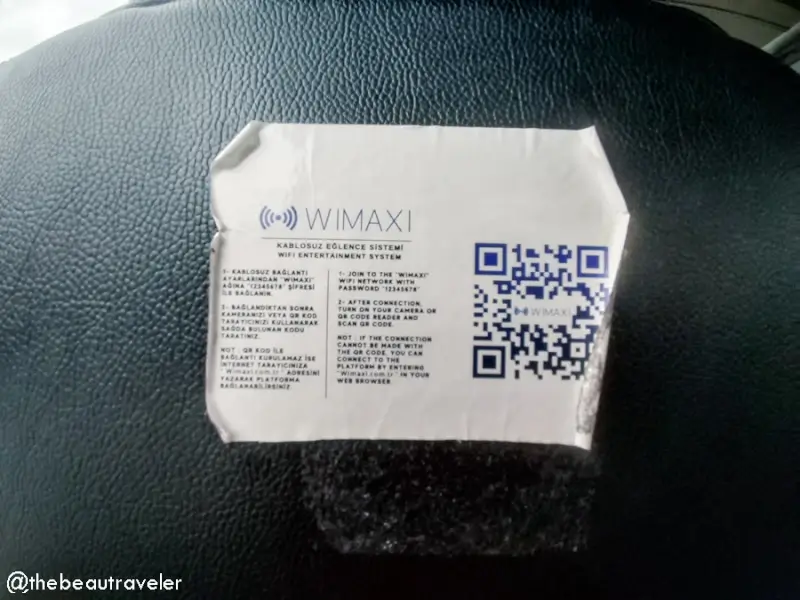 WIMAXI
KABLOSUZ EĞLENCE SİSTEMİ
WIFI ENTERTAINMENT SYSTEM
1- KABLOSUZ BAĞLANTI
AYARLARINDAN "WIMAXI"
AĞINA "12345678" ŞİFRESİ
İLE BAĞLANIN.
2- BAĞLANDIKTAN SONRA
KAMERANIZI VEYA QR KOD
TARAYICINIZI KULLANARAK
SAĞDA BULUNAN KODU
TARATINIZ.
NOT : QR KOD İLE
BAĞLANTI KURULAMAZ İSE
İNTERNET TARAYICINIZA
"Wimaxi.com.tr" ADRESİNİ
YAZARAK PLATFORMA
BAĞLANABİLİRSİNİZ
1- JOIN TO THE "WIMAXI"
WIFI NETWORK WITH
PASSWORD "12345678"
2- AFTER CONNECTION,
TURN ON YOUR CAMERA OR
QR CODE READER AND
SCAN QR CODE.
NOT : IF THE CONNECTION
CANNOT BE MADE WITH
THE QR CODE, YOU CAN
CONNECT TO THE
PLATFORM BY ENTERING
"Wimaxi.com.tr" IN YOUR
WEB BROWSER.
WIMAXI
@thebeautraveler